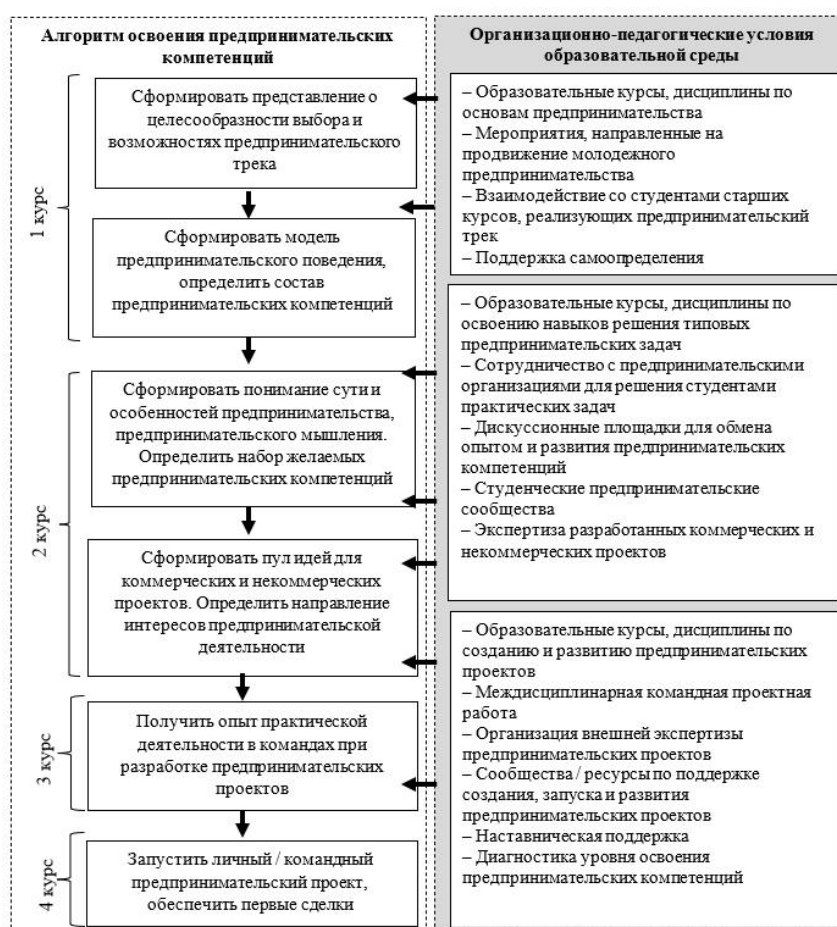 Алгоритм освоения предпринимательских
компетенций
1 курс
Сформировать представление о
целесообразности выбора и
возможностях предпринимательского
трека
Сформировать модель
предпринимательского поведения,
определить состав
предпринимательских компетенций
2 курс
Сформировать понимание сути и
особенностей предпринимательства,
предпринимательского мышления.
Определить набор желаемых
предпринимательских компетенций
Сформировать пул идей для
коммерческих и некоммерческих
проектов. Определить направление
интересов предпринимательской
деятельности
3 курс
Получить опыт практической
деятельности в командах при
разработке предпринимательских
проектов
4 курс
Запустить личный / командный
предпринимательский проект,
обеспечить первые сделки
Организационно-педагогические условия
образовательной среды
– Образовательные курсы, дисциплины по
основам предпринимательства
– Мероприятия, направленные на
продвижение молодежного
предпринимательства
– Взаимодействие со студентами старших
курсов, реализующих предпринимательский
трек
– Поддержка самоопределения
– Образовательные курсы, дисциплины по
освоению навыков решения типовых
предпринимательских задач
– Сотрудничество с предпринимательскими
организациями для решения студентами
практических задач
– Дискуссионные площадки для обмена
опытом и развития предпринимательских
компетенций
– Студенческие предпринимательские
сообщества
– Экспертиза разработанных коммерческих и
некоммерческих проектов
– Образовательные курсы, дисциплины по
созданию и развитию предпринимательских
проектов
– Междисциплинарная командная проектная
работа
– Организация внешней экспертизы
предпринимательских проектов
– Сообщества / ресурсы по поддержке
создания, запуска и развития
предпринимательских проектов
– Наставническая поддержка
– Диагностика уровня освоения
предпринимательских компетенций